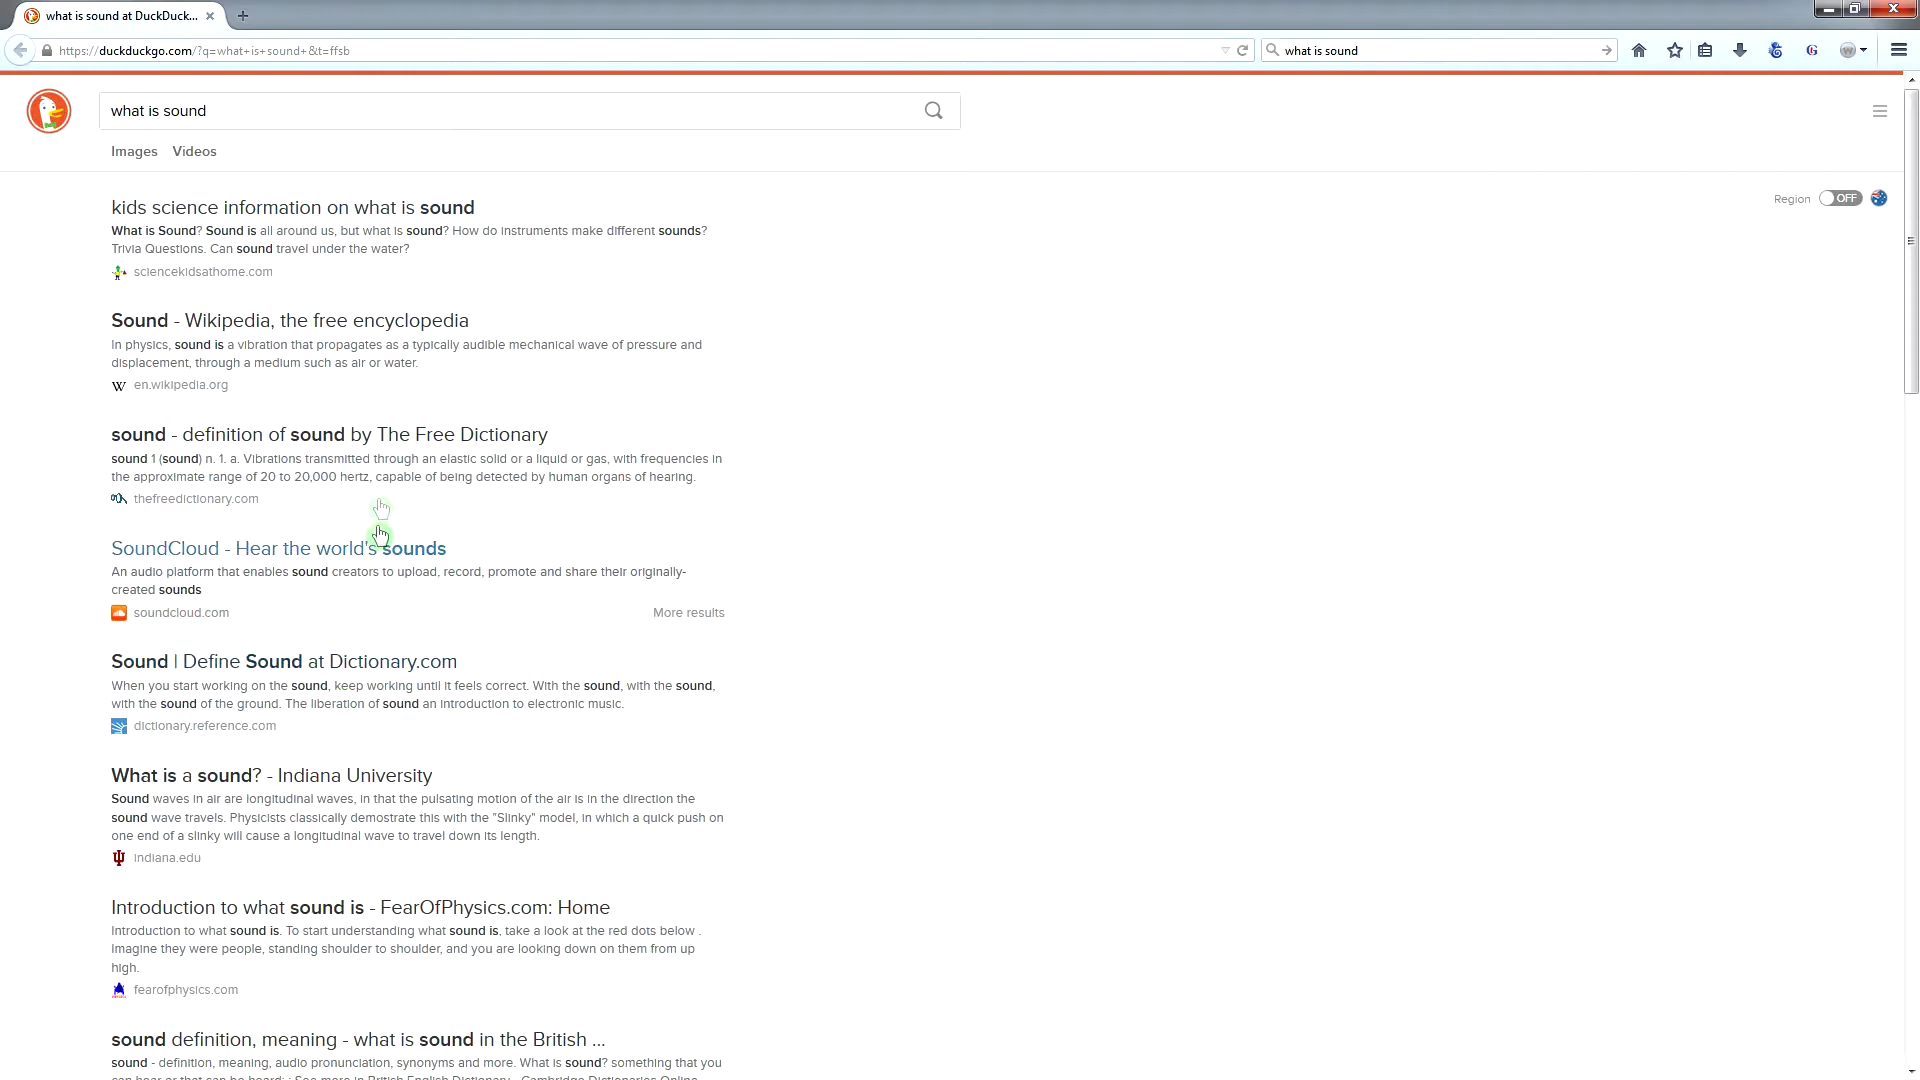 what is sound at DuckDuck...
https://duckduckgo.com/?q=what+is+sound+&t=ffsb
what is sound
what is sound
Images Videos
Region OFF
kids science information on what is sound
What is Sound? Sound is all around us, but what is sound? How do instruments make different sounds?
Trivia Questions. Can sound travel under the water?
sciencekidsathome.com
Sound - Wikipedia, the free encyclopedia
In physics, sound is a vibration that propagates as a typically audible mechanical wave of pressure and
displacement, through a medium such as air or water.
W en.wikipedia.org
sound - definition of sound by The Free Dictionary
sound 1 (sound) n. 1. a. Vibrations transmitted through an elastic solid or a liquid or gas, with frequencies in
the approximate range of 20 to 20,000 hertz, capable of being detected by human organs of hearing.
thefreedictionary.com
SoundCloud - Hear the world's sounds
An audio platform that enables sound creators to upload, record, promote and share their originally-
created sounds
soundcloud.com More results
Sound | Define Sound at Dictionary.com
When you start working on the sound, keep working until it feels correct. With the sound, with the sound,
with the sound of the ground. The liberation of sound an introduction to electronic music.
dictionary.reference.com
What is a sound? - Indiana University
Sound waves in air are longitudinal waves, in that the pulsating motion of the air is in the direction the
sound wave travels. Physicists classically demostrate this with the "Slinky" model, in which a quick push on
one end of a slinky will cause a longitudinal wave to travel down its length.
indiana.edu
Introduction to what sound is - FearOfPhysics.com: Home
Introduction to what sound is. To start understanding what sound is, take a look at the red dots below .
Imagine they were people, standing shoulder to shoulder, and you are looking down on them from up
high.
fearofphysics.com
sound definition, meaning - what is sound in the British ...
sound - definition, meaning, audio pronunciation, synonyms and more. What is sound? something that you
can hear or that can be heard: : See more in British English Dictionary - Cambridge Dictionaries Online